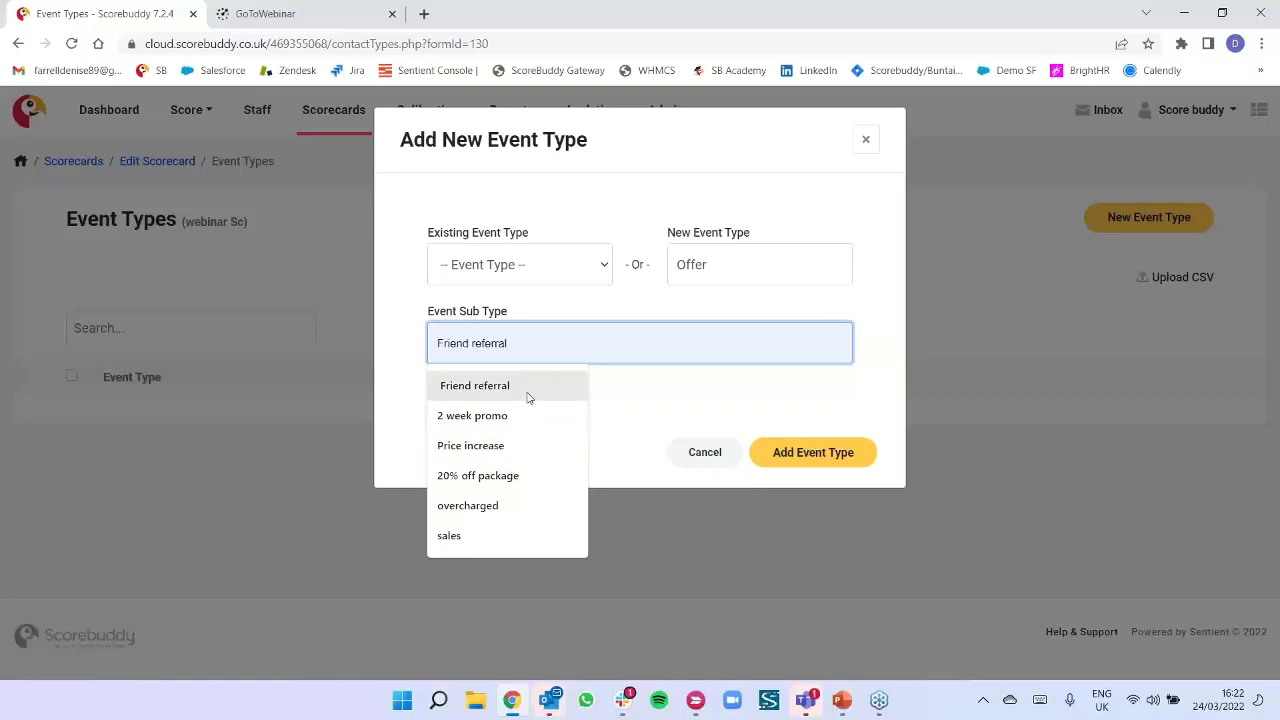 Event Types - Scorebuddy 7.2.4
GoToWebinar
cloud.scorebuddy.co.uk/469355068/contactTypes.php?formId=130
D
farrelldenise89@g...
SB
Salesforce
Zendesk
Jira
Sentient Console |
ScoreBuddy Gateway
WHMCS
SB Academy
LinkedIn
Scorebuddy/Buntai...
Demo SF
BrightHR
Calendly
»
Dashboard
Score
Staff
Scorecards
Inbox
Score buddy
/ Scorecards / Edit Scorecard / Event Types
Add New Event Type
×
Event Types (webinar Sc)
New Event Type
Existing Event Type
New Event Type
-- Event Type --
- Or -
Offer
Upload CSV
Event Sub Type
Search...
Friend referral
Event Type
Friend referral
2 week promo
Price increase
20% off package
overcharged
sales
Cancel
Add Event Type
Scorebuddy
Help & Support
Powered by Sentient © 2022
1
1
ENG
UK
16:22
24/03/2022